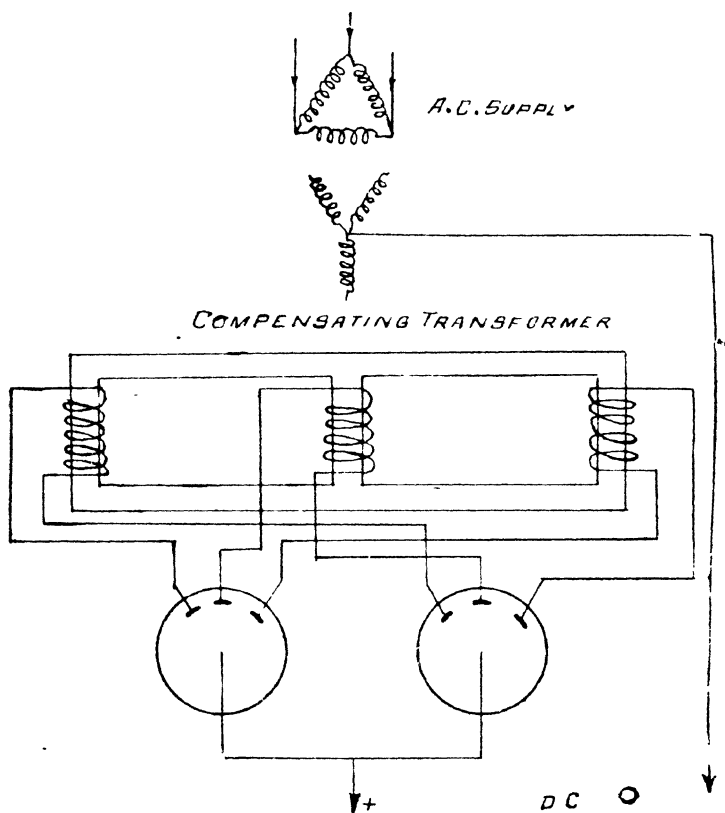 A.C. SUPPLY
COMPENSATING TRANSFORMER
+
DC O